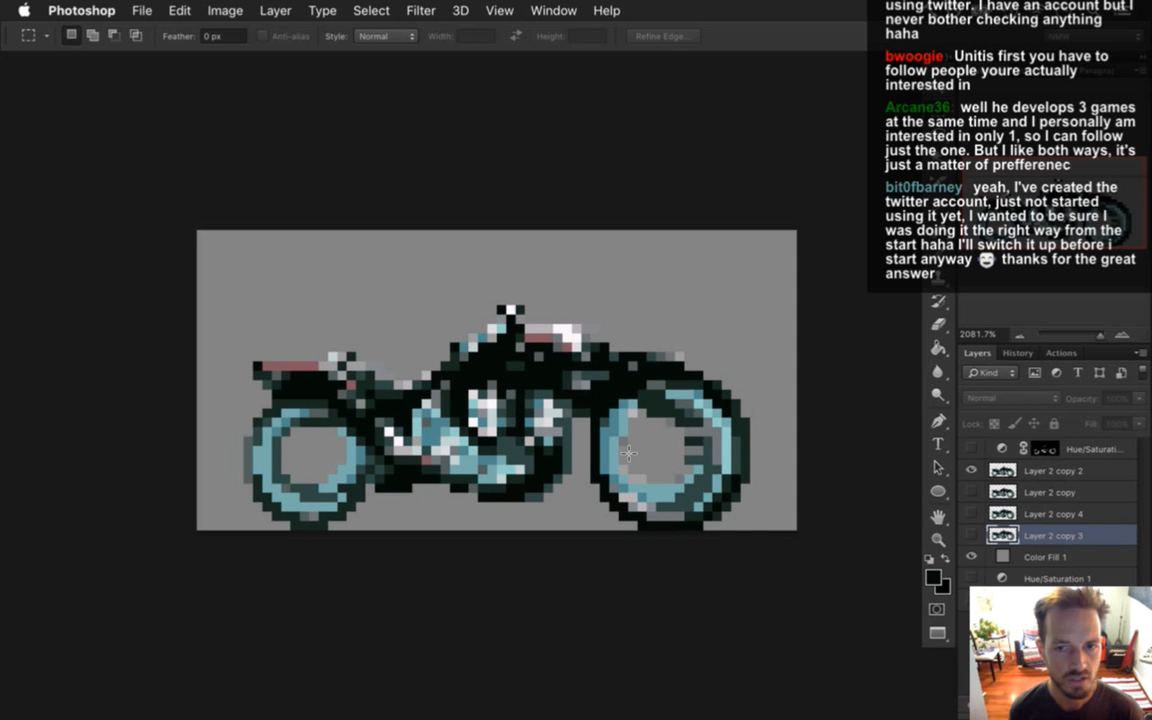 Photoshop File Edit Image Layer Type Select Filter 3D View Window Help
using twitter. I have an account but I
never bother checking anything
haha
Feather: 0 px Anti-alias Style: Normal Width: Height: Refine Edge...
bwoogie Unitis first you have to
follow people youre actually
interested in
Arcane36: well he develops 3 games
at the same time and I personally am
interested in only 1, so I can follow
just the one. But I like both ways, it's
just a matter of prefferenec
bit0fbarney yeah, I've created the
twitter account, just not started
using it yet, I wanted to be sure I
was doing it the right way from the
start haha I'll switch it up before i
start anyway thanks for the great
answer
2081.7%
Layers History Actions
Kind
Normal Opacity: 100%
Lock: Fill: 100%
Hue/Saturati...
Layer 2 copy 2
Layer 2 copy
Layer 2 copy 4
Layer 2 copy 3
Color Fill 1
Hue/Saturation 1
T